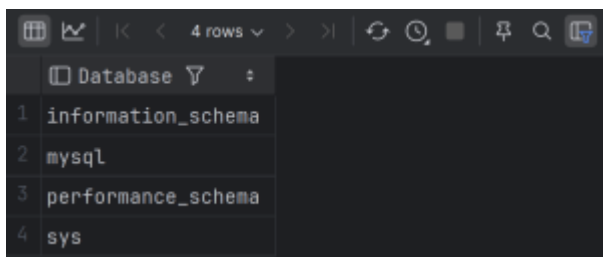 4 rows
Database
1 information_schema
2 mysql
3 performance_schema
4 sys